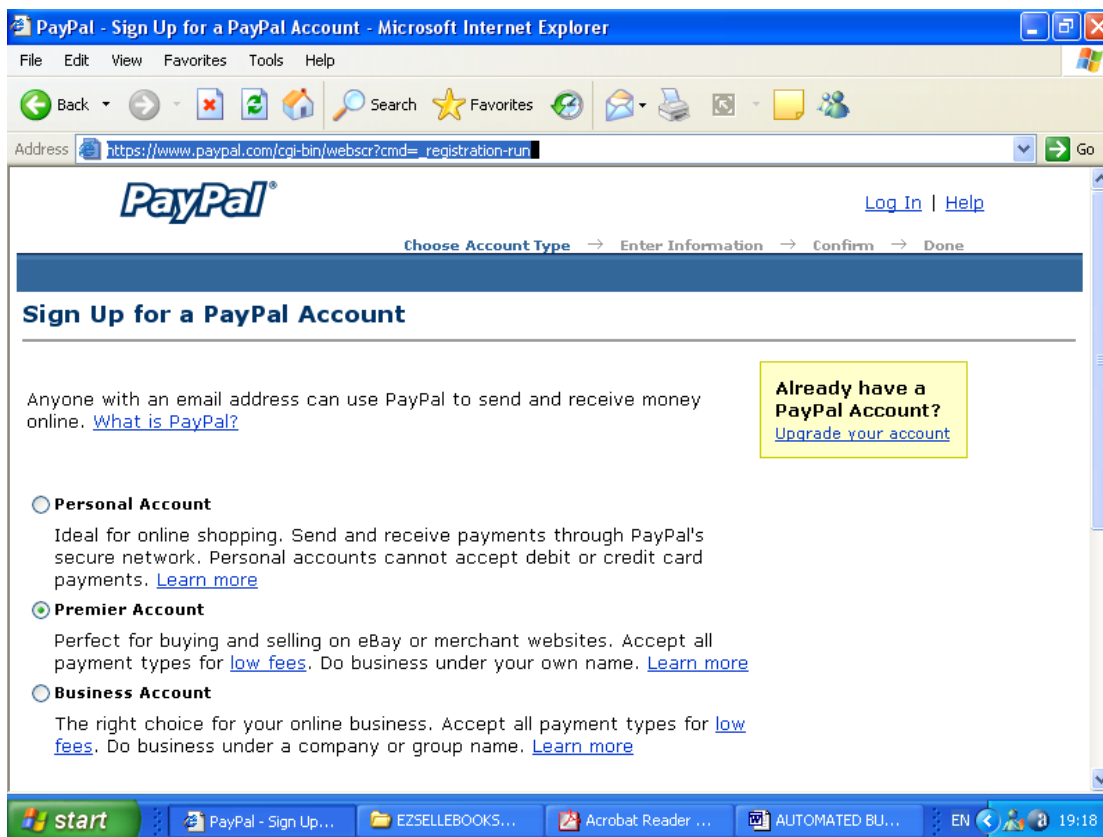 PayPal - Sign Up for a PayPal Account - Microsoft Internet Explorer
File Edit View Favorites Tools Help
Back Search Favorites
Address https://www.paypal.com/cgi-bin/webscr?cmd=_registration-run Go
PayPal®
Log In | Help
Choose Account Type → Enter Information → Confirm → Done
Sign Up for a PayPal Account
Anyone with an email address can use PayPal to send and receive money
online. What is PayPal?
Already have a
PayPal Account?
Upgrade your account
Personal Account
Ideal for online shopping. Send and receive payments through PayPal's
secure network. Personal accounts cannot accept debit or credit card
payments. Learn more
Premier Account
Perfect for buying and selling on eBay or merchant websites. Accept all
payment types for low fees. Do business under your own name. Learn more
Business Account
The right choice for your online business. Accept all payment types for low
fees. Do business under a company or group name. Learn more
start PayPal - Sign Up... EZSELLEBOOKS... Acrobat Reader ... AUTOMATED BU... EN 19:18